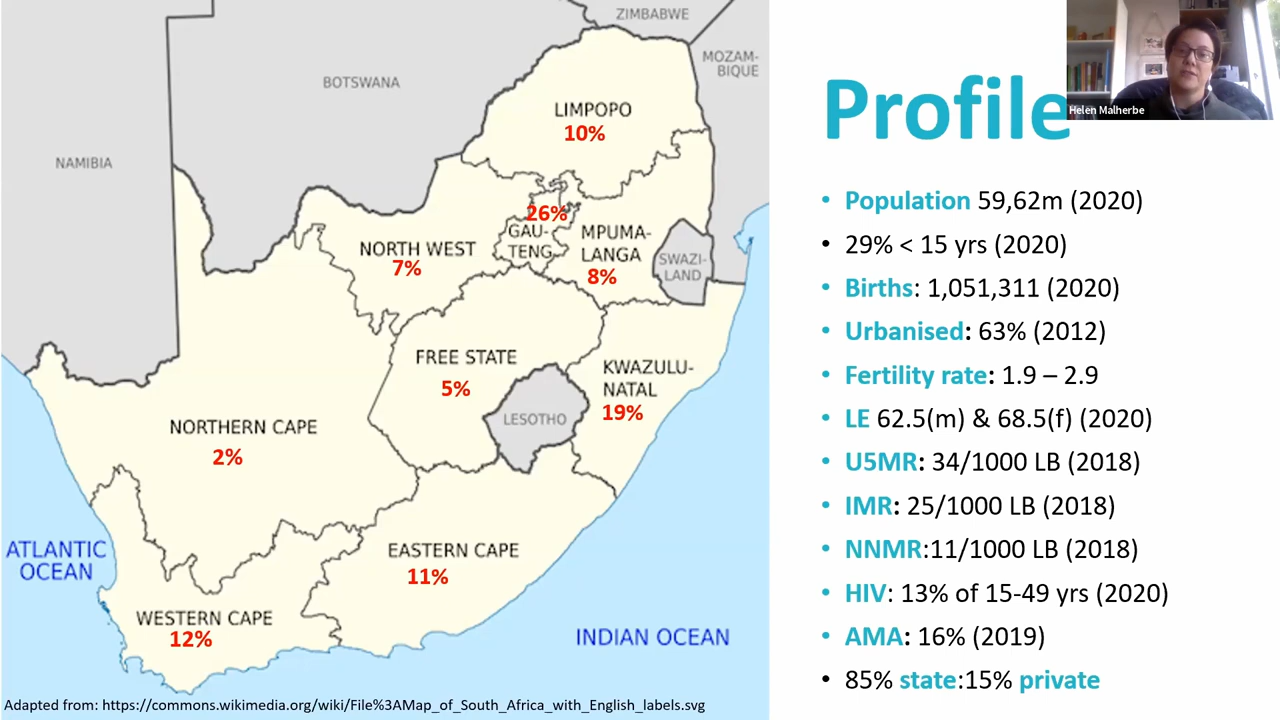 ZIMBABWE
MOZAM-
BIQUE
BOTSWANA
NAMIBIA
LIMPOPO
10%
26%
GAU-
TENG
MPUMA-
LANGA
8%
SWAZI-
LAND
NORTH WEST
7%
FREE STATE
5%
KWAZULU-
NATAL
19%
LESOTHO
NORTHERN CAPE
2%
EASTERN CAPE
11%
WESTERN CAPE
12%
ATLANTIC
OCEAN
INDIAN OCEAN
Adapted from: https://commons.wikimedia.org/wiki/File%3AMap_of_South_Africa_with_English_labels.svg
Helen Malherbe
Profile
• Population 59,62m (2020)
• 29% < 15 yrs (2020)
• Births: 1,051,311 (2020)
• Urbanised: 63% (2012)
• Fertility rate: 1.9 – 2.9
• LE 62.5(m) & 68.5(f) (2020)
• U5MR: 34/1000 LB (2018)
• IMR: 25/1000 LB (2018)
• NNMR:11/1000 LB (2018)
• HIV: 13% of 15-49 yrs (2020)
• AMA: 16% (2019)
• 85% state:15% private